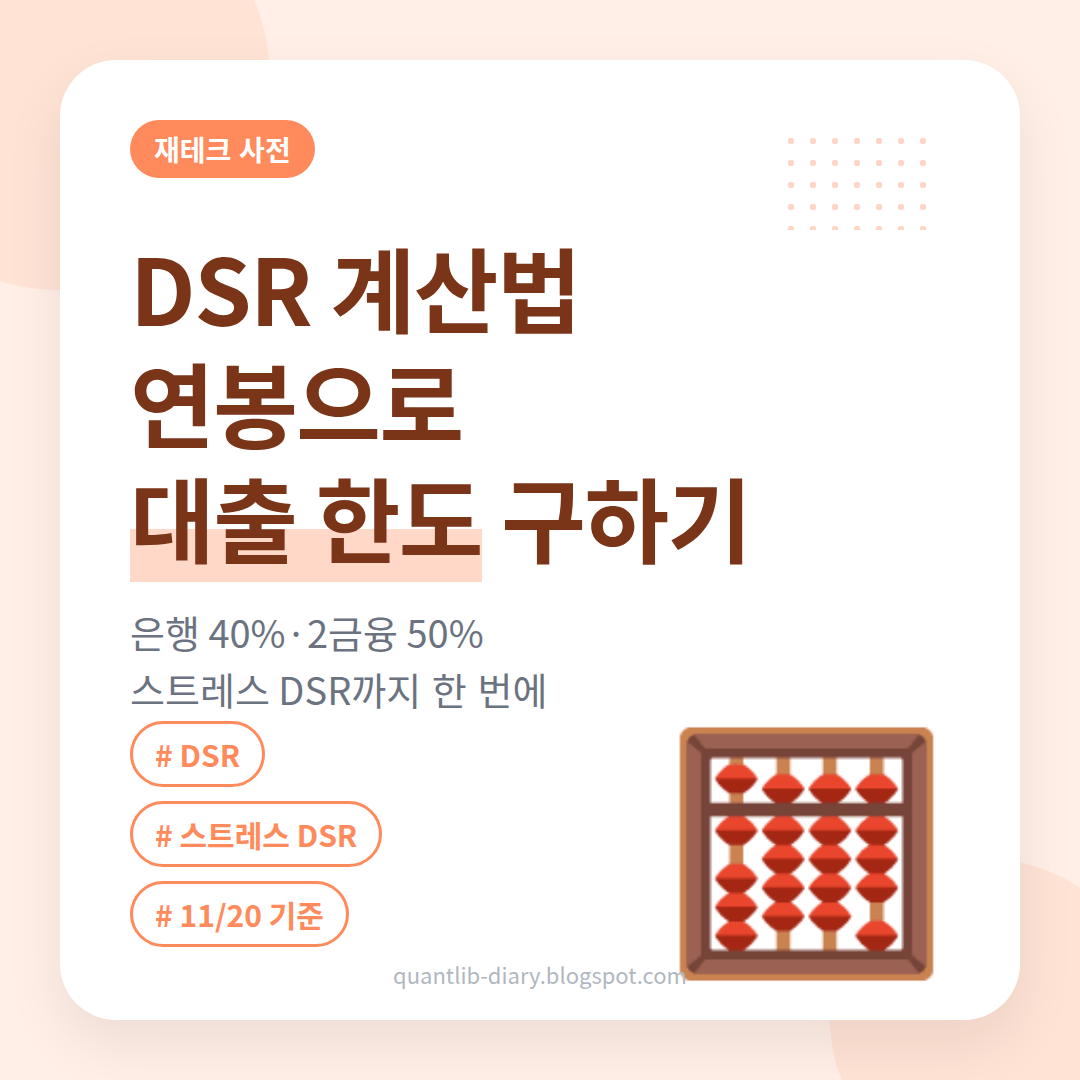 재테크 사전
DSR 계산법
연봉으로
대출 한도 구하기
은행 40%·2금융 50%
스트레스 DSR까지 한 번에
# DSR
# 스트레스 DSR
# 11/20 기준
quantlib-diary.blogspot.com